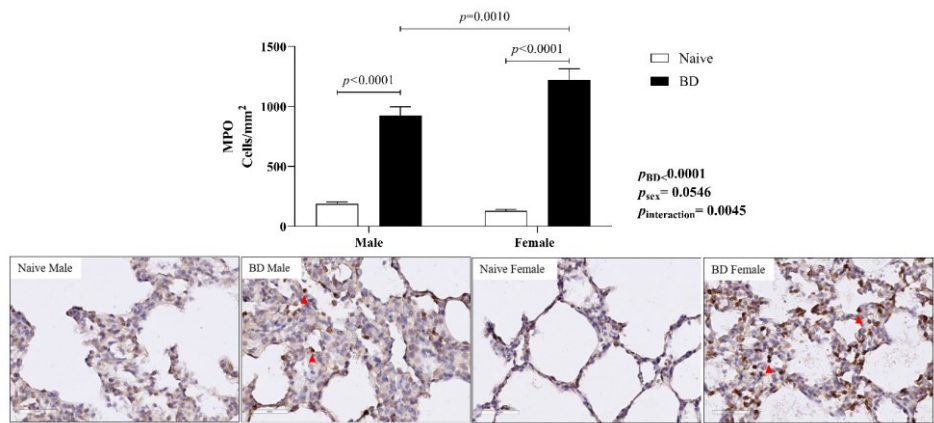 p=0.0010
1500
p<0.0001
p<0.0001
Naive
BD
1000
MPO
Cells/mm²
500
0
Male
Female
pBD<0.0001
psex= 0.0546
pinteraction= 0.0045
Naive Male
BD Male
Naive Female
BD Female